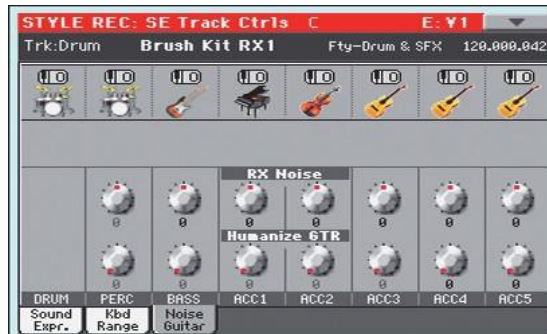 STYLE REC: SE Track Ctrls C E: V1
Trk:Drum Brush Kit RX1 Fty-Drum & SFX 120.000.042
RX Noise
0 0 0 0 0 0 0
Humanize GTR
0 0 0 0 0 0 0
DRUM PERC BASS ACC1 ACC2 ACC3 ACC4 ACC5
Sound Kbd Noise
Expr. Range Guitar